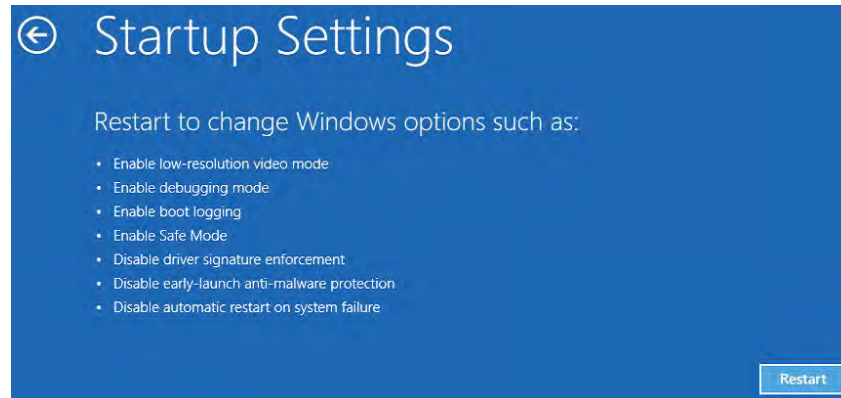 Startup Settings
Restart to change Windows options such as:
• Enable low-resolution video mode
• Enable debugging mode
• Enable boot logging
• Enable Safe Mode
• Disable driver signature enforcement
• Disable early-launch anti-malware protection
• Disable automatic restart on system failure
Restart